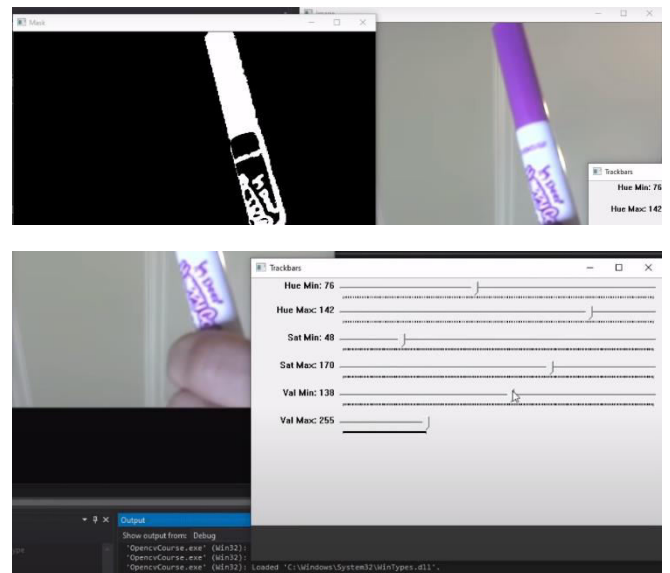 Mask
Image
Trackbars
Hue Min: 76
Hue Max: 142
Trackbars
Hue Min: 76
Hue Max: 142
Sat Min: 48
Sat Max: 170
Val Min: 138
Val Max: 255
Output
Show output from: Debug
'OpencvCourse.exe' (Win32):
'OpencvCourse.exe' (Win32):
'OpencvCourse.exe' (Win32): Loaded 'C:\Windows\System32\WinTypes.dll'.